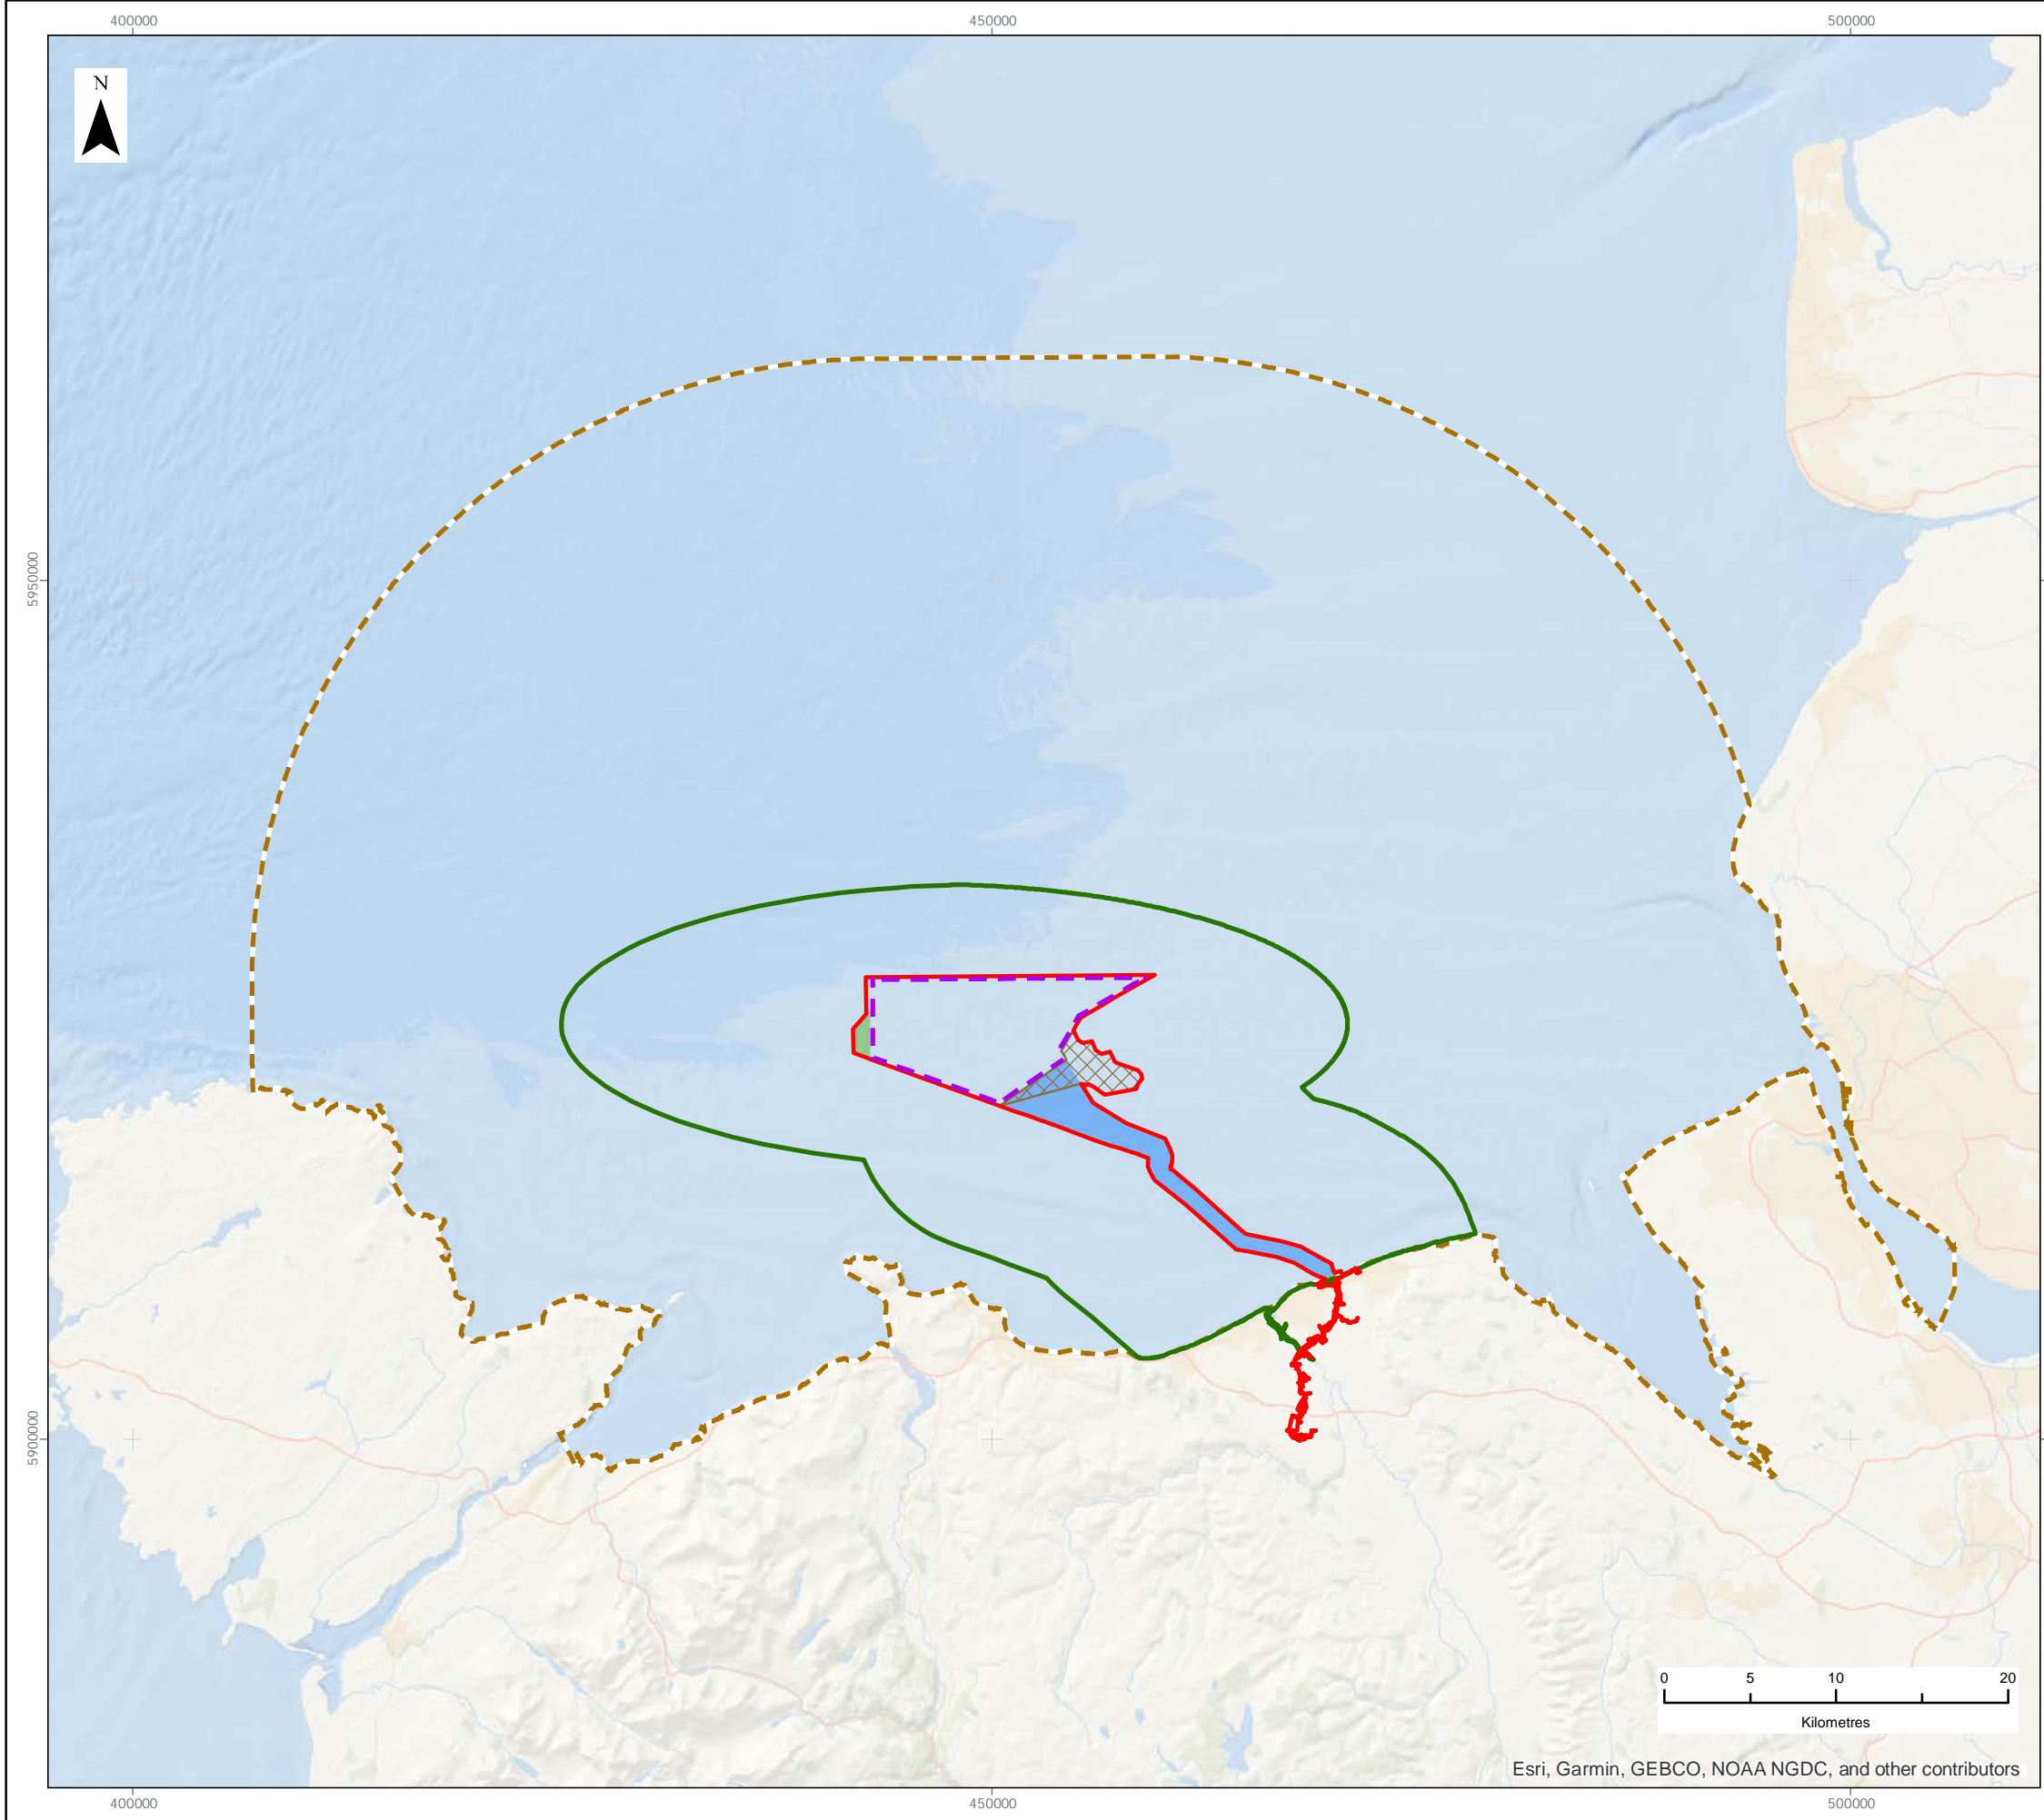 400000 450000 500000
N
5950000
5900000
0 5 10 20
Kilometres
Esri, Garmin, GEBCO, NOAA NGDC, and other contributors
400000 450000 500000